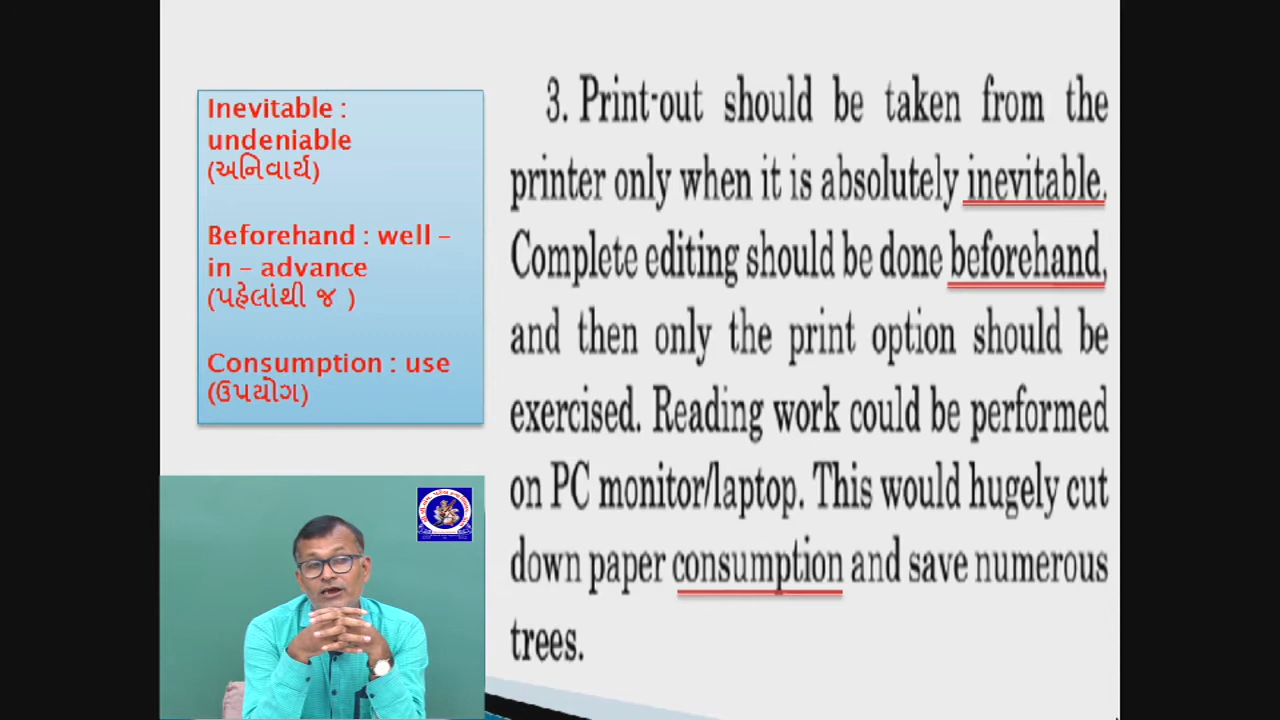 Inevitable :
undeniable
(અનિવાર્ય)
Beforehand : well –
in – advance
(પહેલાંથી જ )
Consumption : use
(ઉપયોગ)
3. Print-out should be taken from the
printer only when it is absolutely inevitable.
Complete editing should be done beforehand,
and then only the print option should be
exercised. Reading work could be performed
on PC monitor/laptop. This would hugely cut
down paper consumption and save numerous
trees.